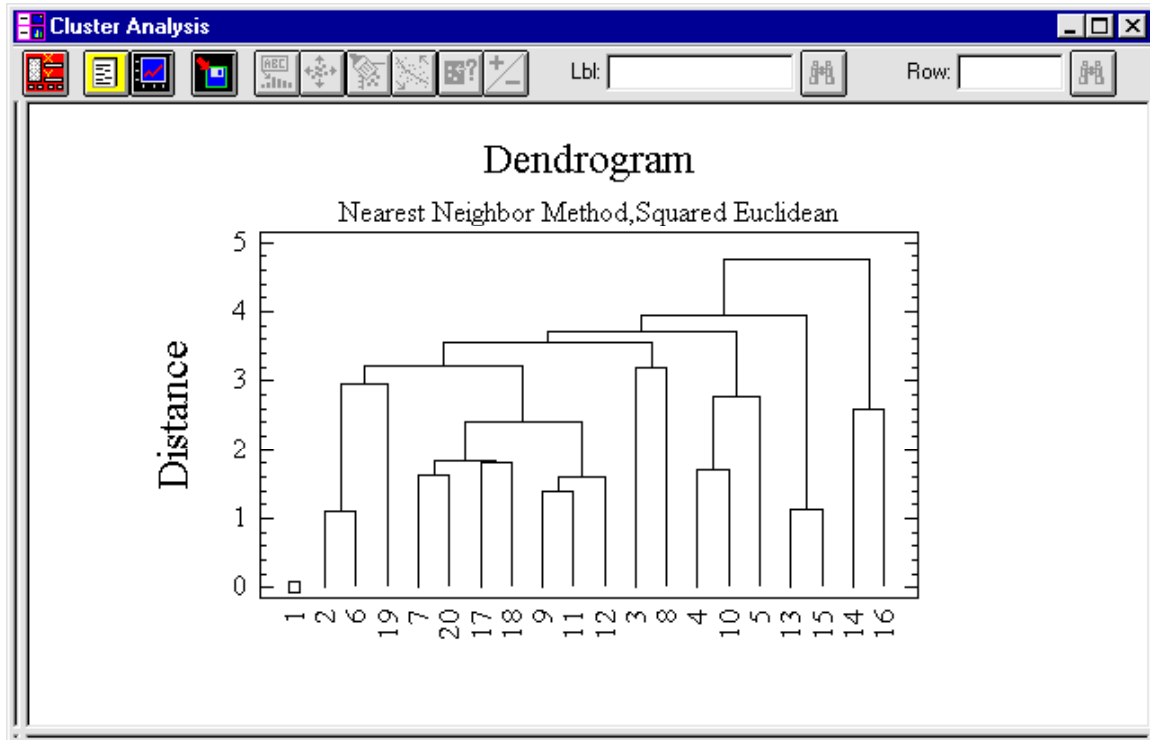 Cluster Analysis
ABC
Lbl: Row:
Dendrogram
Nearest Neighbor Method,Squared Euclidean
5
4
3
2
1
0
Distance
1 2 6 19 7 20 17 18 9 11 12 3 8 4 10 5 13 15 14 16